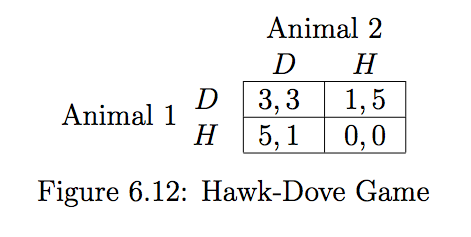 Animal 2
D H
Animal 1
D 3, 3 1, 5
H 5, 1 0, 0
Figure 6.12: Hawk-Dove Game